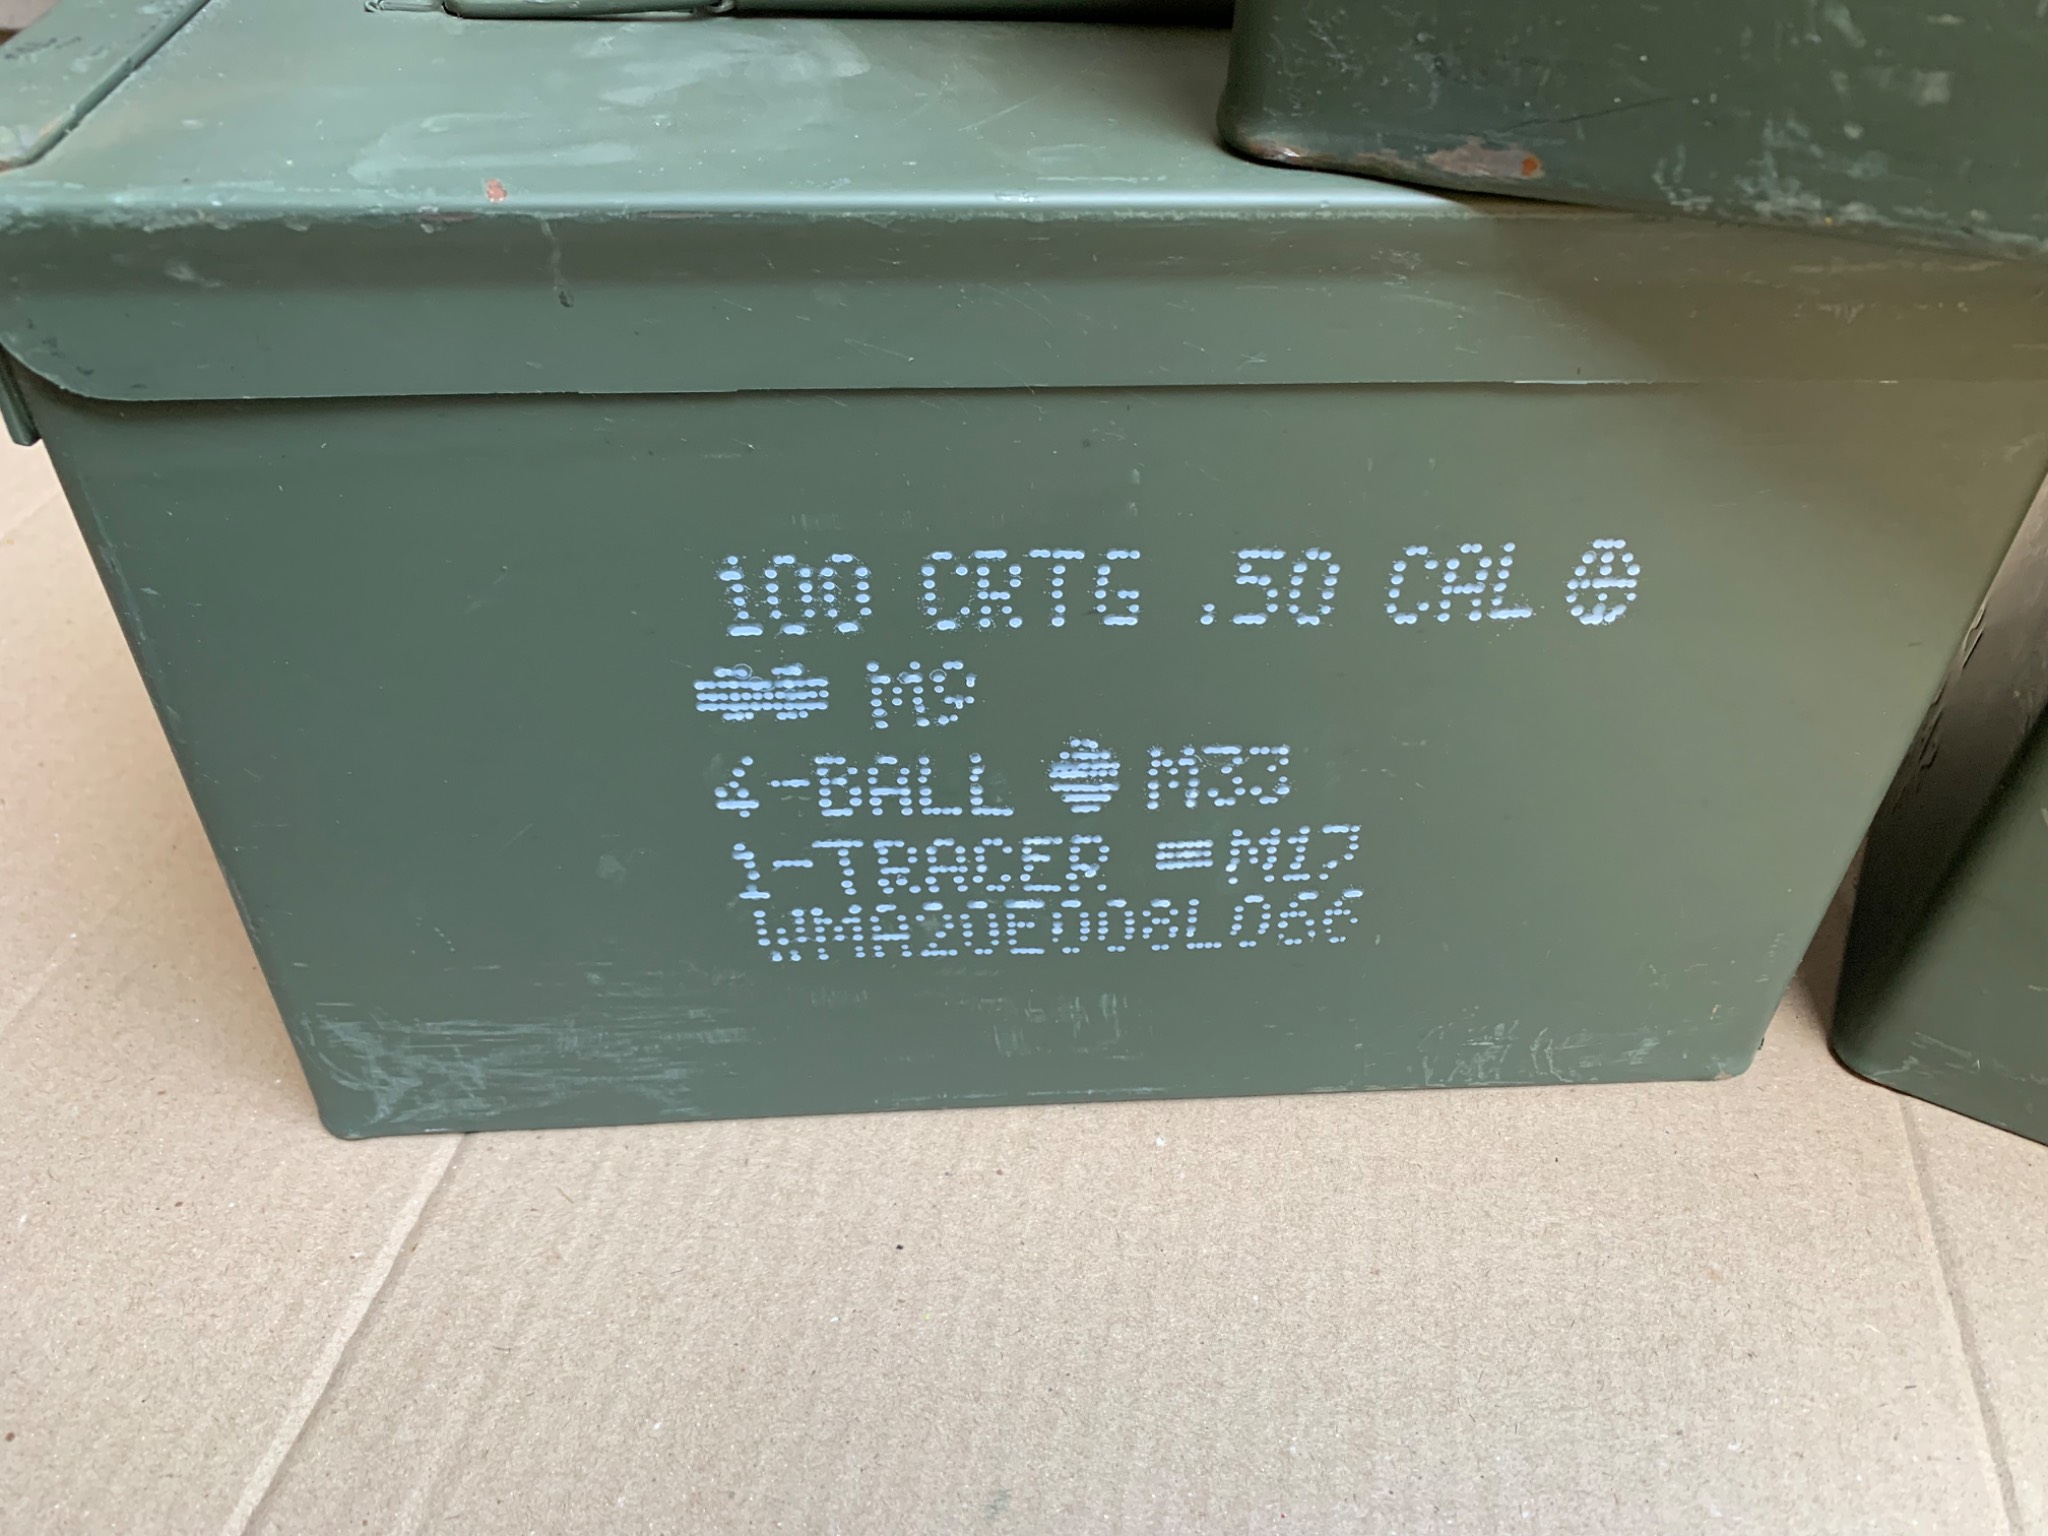 100 CRTG .50 CAL
M9
4-BALL M33
1-TRACER M17
WMA20E008L066